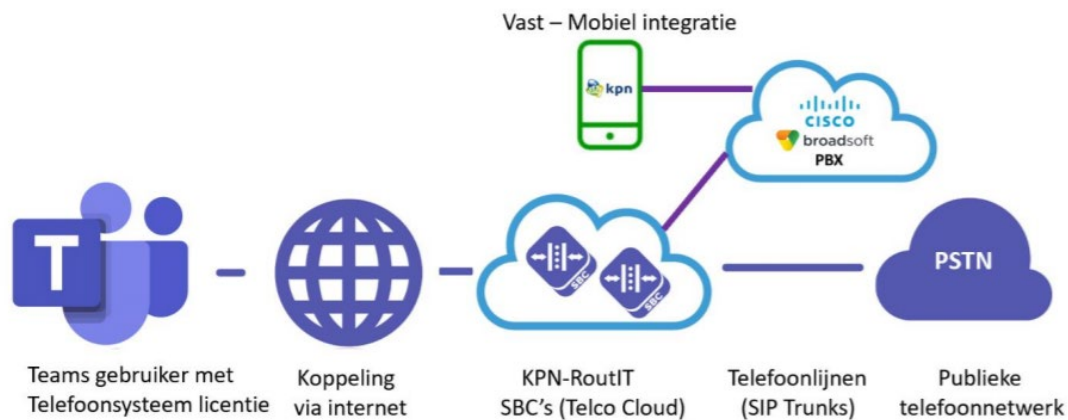 Vast – Mobiel integratie
kpn
CISCO
broadsoft
PBX
T
SBC
SBC
PSTN
Teams gebruiker met
Telefoonsysteem licentie
Koppeling
via internet
KPN-RoutIT
SBC's (Telco Cloud)
Telefoonlijnen
(SIP Trunks)
Publieke
telefoonnetwerk